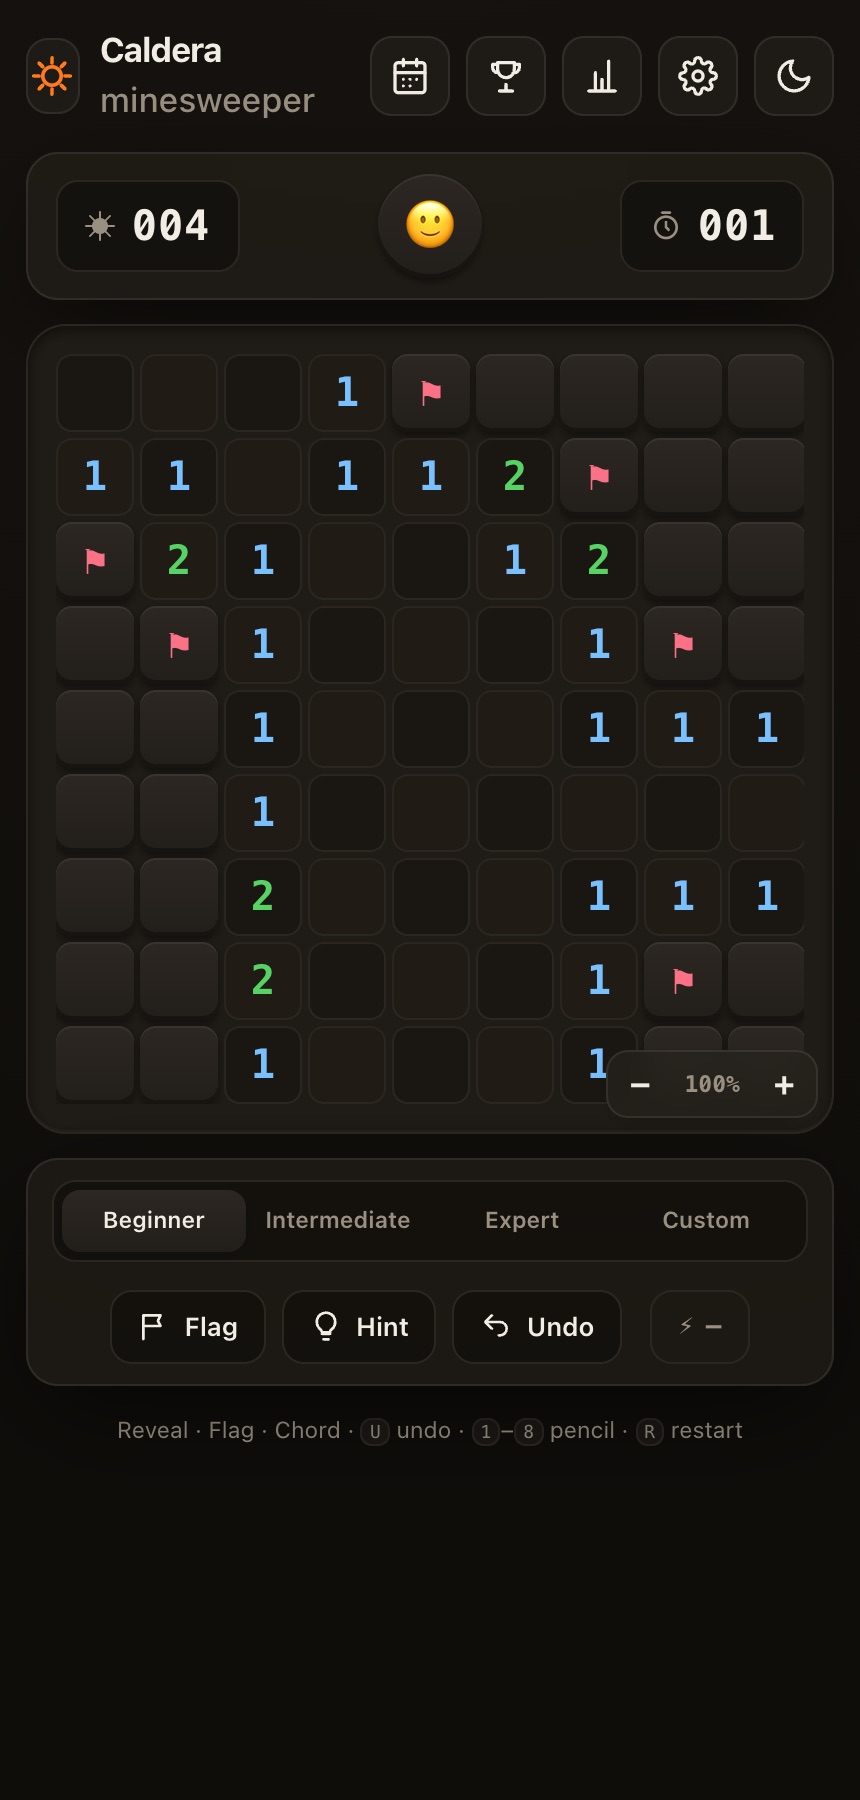 Caldera
minesweeper
004
001
1
1 1 1 1 2
2 1 1 2
1 1
1 1 1 1
1
2 1 1 1
2 1
1 1
− 100% +
Beginner Intermediate Expert Custom
Flag Hint Undo –
Reveal · Flag · Chord · U undo · 1–8 pencil · R restart